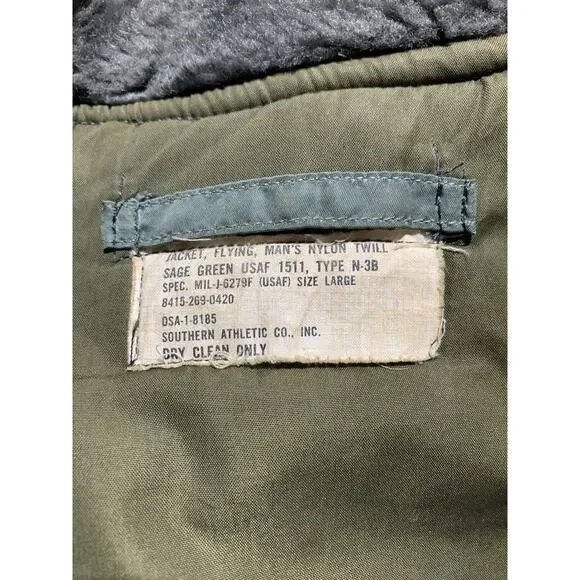 JACKET, FLYING, MAN'S NYLON TWILL
SAGE GREEN USAF 1511, TYPE N-3B
SPEC. MIL-J-6279F (USAF) SIZE LARGE
8415-269-0420
DSA-1-8185
SOUTHERN ATHLETIC CO., INC.
DRY CLEAN ONLY